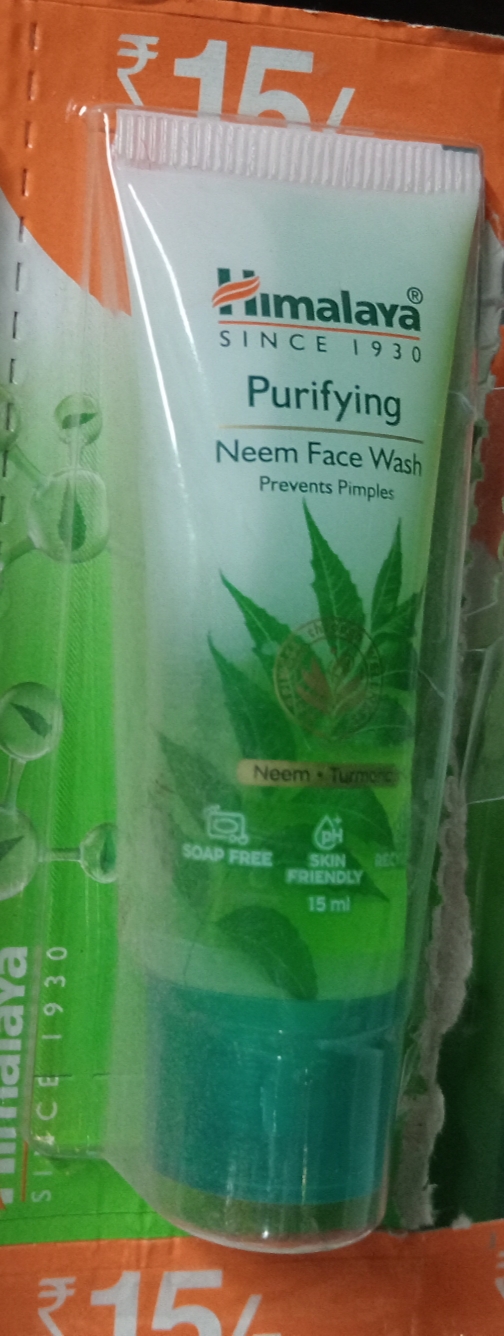 ₹15/-
Himalaya®
SINCE 1930
Purifying
Neem Face Wash
Prevents Pimples
Neem • Turmeric
SOAP FREE
pH
SKIN
FRIENDLY
15 ml
Himalaya
SINCE 1930
₹15/-